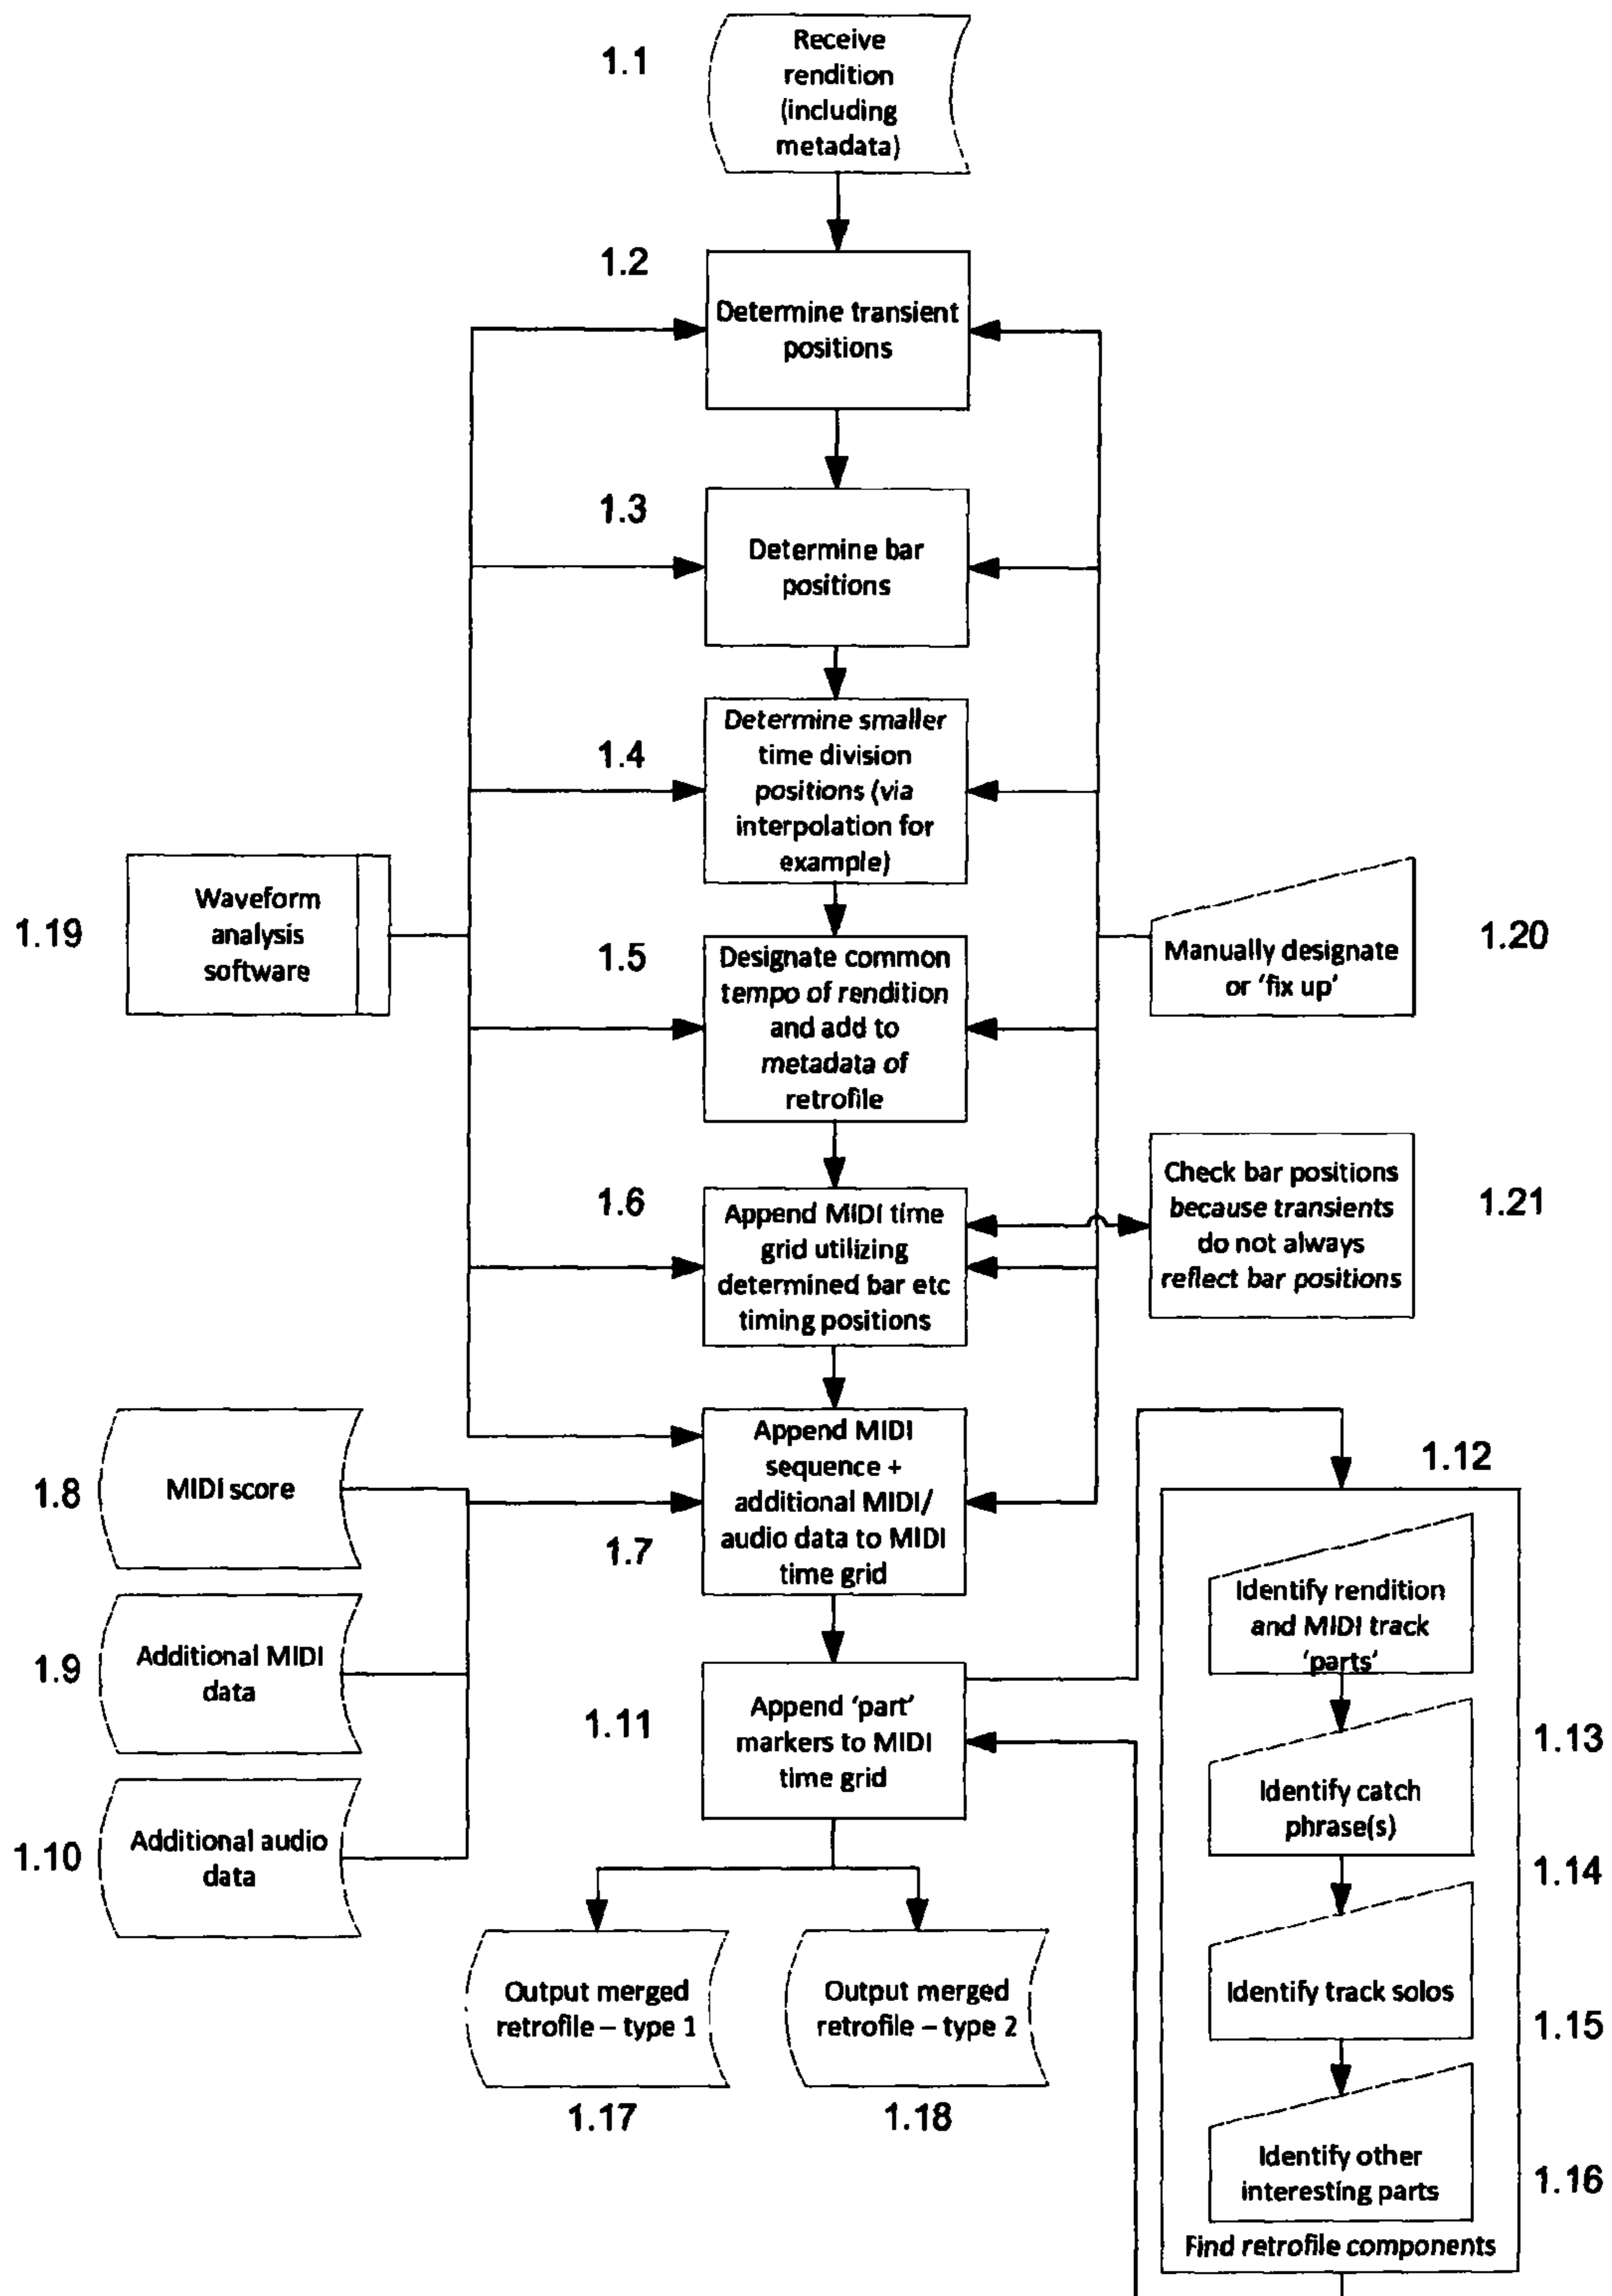 1.1
Receive
rendition
(including
metadata)
1.2
Determine transient
positions
1.3
Determine bar
positions
1.4
Determine smaller
time division
positions (via
interpolation for
example)
1.19
Waveform
analysis
software
1.5
Designate common
tempo of rendition
and add to
metadata of
retrofile
Manually designate
or ‘fix up’
1.20
1.6
Append MIDI time
grid utilizing
determined bar etc
timing positions
Check bar positions
because transients
do not always
reflect bar positions
1.21
1.8
MIDI score
1.7
Append MIDI
sequence +
additional MIDI/
audio data to MIDI
time grid
1.9
Additional MIDI
data
1.10
Additional audio
data
1.11
Append ‘part’
markers to MIDI
time grid
1.12
Identify rendition
and MIDI track
‘parts’
1.13
Identify catch
phrase(s)
1.14
Identify track solos
1.15
Identify other
interesting parts
1.16
Find retrofile components
Output merged
retrofile – type 1
1.17
Output merged
retrofile – type 2
1.18